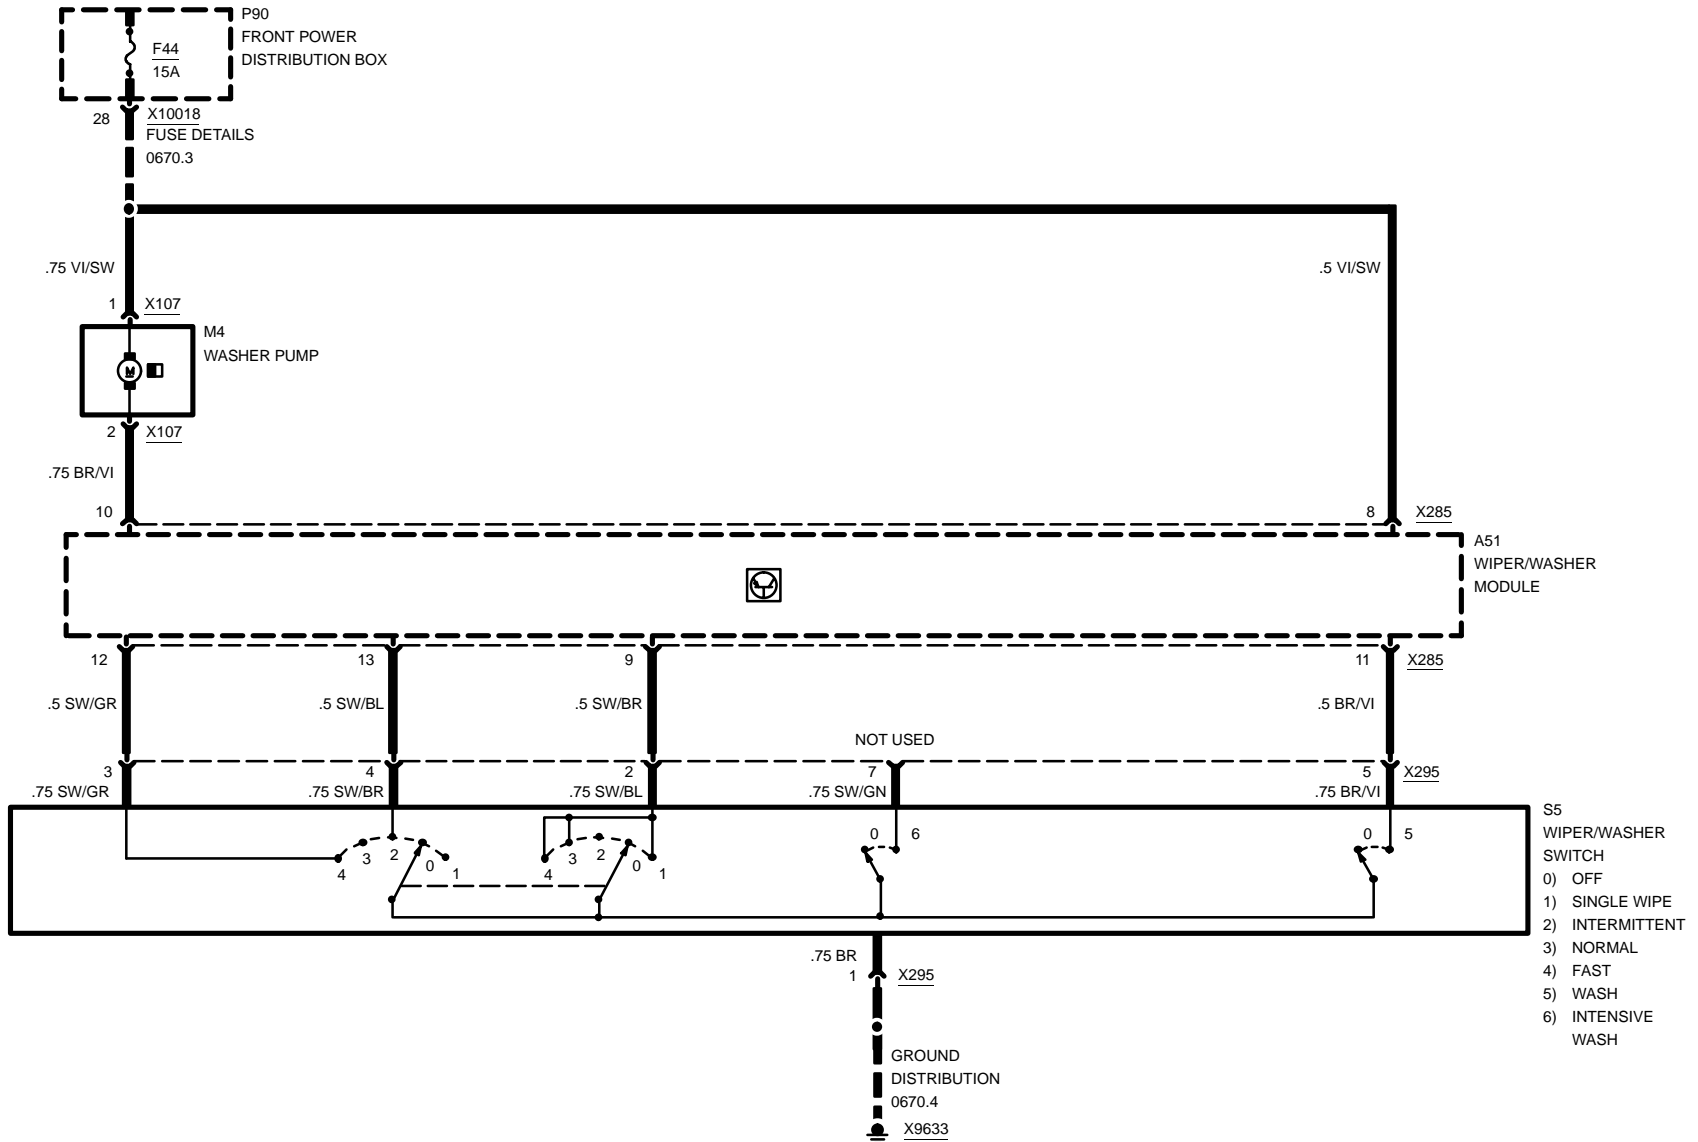 P90
FRONT POWER
DISTRIBUTION BOX
F44
15A
28
X10018
FUSE DETAILS
0670.3
.75 VI/SW
.5 VI/SW
1
X107
M4
WASHER PUMP
M
2
X107
.75 BR/VI
10
8
X285
A51
WIPER/WASHER
MODULE
12
13
9
11
X285
.5 SW/GR
.5 SW/BL
.5 SW/BR
.5 BR/VI
NOT USED
3
4
2
7
5
X295
.75 SW/GR
.75 SW/BR
.75 SW/BL
.75 SW/GN
.75 BR/VI
4
3
2
0
1
4
3
2
0
1
0
6
0
5
S5
WIPER/WASHER
SWITCH
0) OFF
1) SINGLE WIPE
2) INTERMITTENT
3) NORMAL
4) FAST
5) WASH
6) INTENSIVE
WASH
.75 BR
1
X295
GROUND
DISTRIBUTION
0670.4
X9633